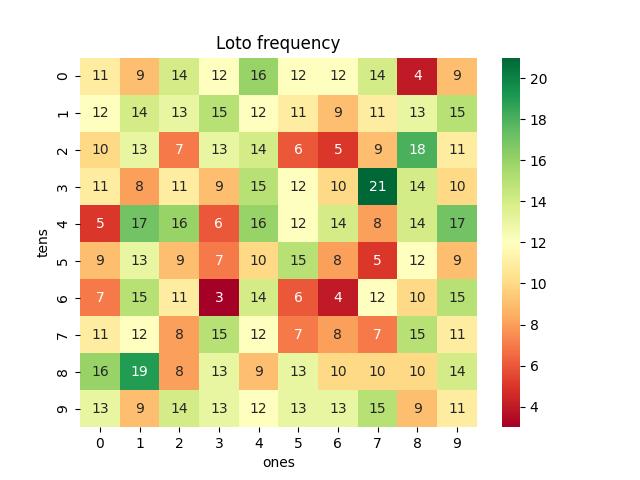 Loto frequency
0 11 9 14 12 16 12 12 14 4 9
1 12 14 13 15 12 11 9 11 13 15
2 10 13 7 13 14 6 5 9 18 11
3 11 8 11 9 15 12 10 21 14 10
4 5 17 16 6 16 12 14 8 14 17
5 9 13 9 7 10 15 8 5 12 9
6 7 15 11 3 14 6 4 12 10 15
7 11 12 8 15 12 7 8 7 15 11
8 16 19 8 13 9 13 10 10 10 14
9 13 9 14 13 12 13 13 15 9 11
0 1 2 3 4 5 6 7 8 9
tens
ones
20
18
16
14
12
10
8
6
4